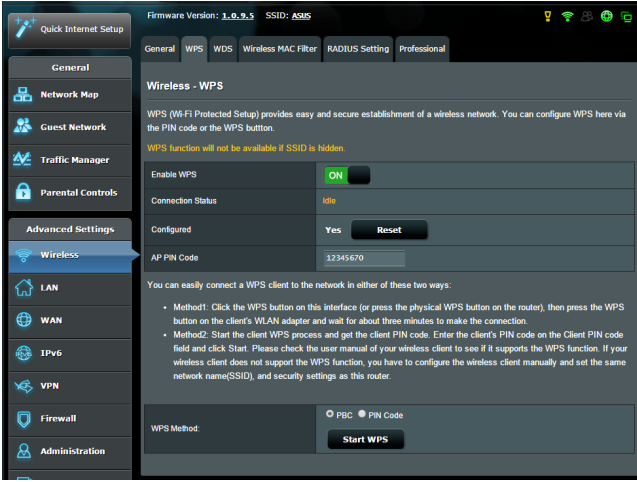 Quick Internet Setup
Firmware Version: 1.0.9.5 SSID: ASUS
General WPS WDS Wireless MAC Filter RADIUS Setting Professional
General
Network Map
Guest Network
Traffic Manager
Parental Controls
Advanced Settings
Wireless
LAN
WAN
IPv6
VPN
Firewall
Administration
Wireless - WPS
WPS (Wi-Fi Protected Setup) provides easy and secure establishment of a wireless network. You can configure WPS here via
the PIN code or the WPS buttton.
WPS function will not be available if SSID is hidden.
Enable WPS ON
Connection Status Idle
Configured Yes Reset
AP PIN Code 12345670
You can easily connect a WPS client to the network in either of these two ways:
• Method1: Click the WPS button on this interface (or press the physical WPS button on the router), then press the WPS
button on the client's WLAN adapter and wait for about three minutes to make the connection.
• Method2: Start the client WPS process and get the client PIN code. Enter the client's PIN code on the Client PIN code
field and click Start. Please check the user manual of your wireless client to see if it supports the WPS function. If your
wireless client does not support the WPS function, you have to configure the wireless client manually and set the same
network name(SSID), and security settings as this router.
WPS Method: PBC PIN Code
Start WPS